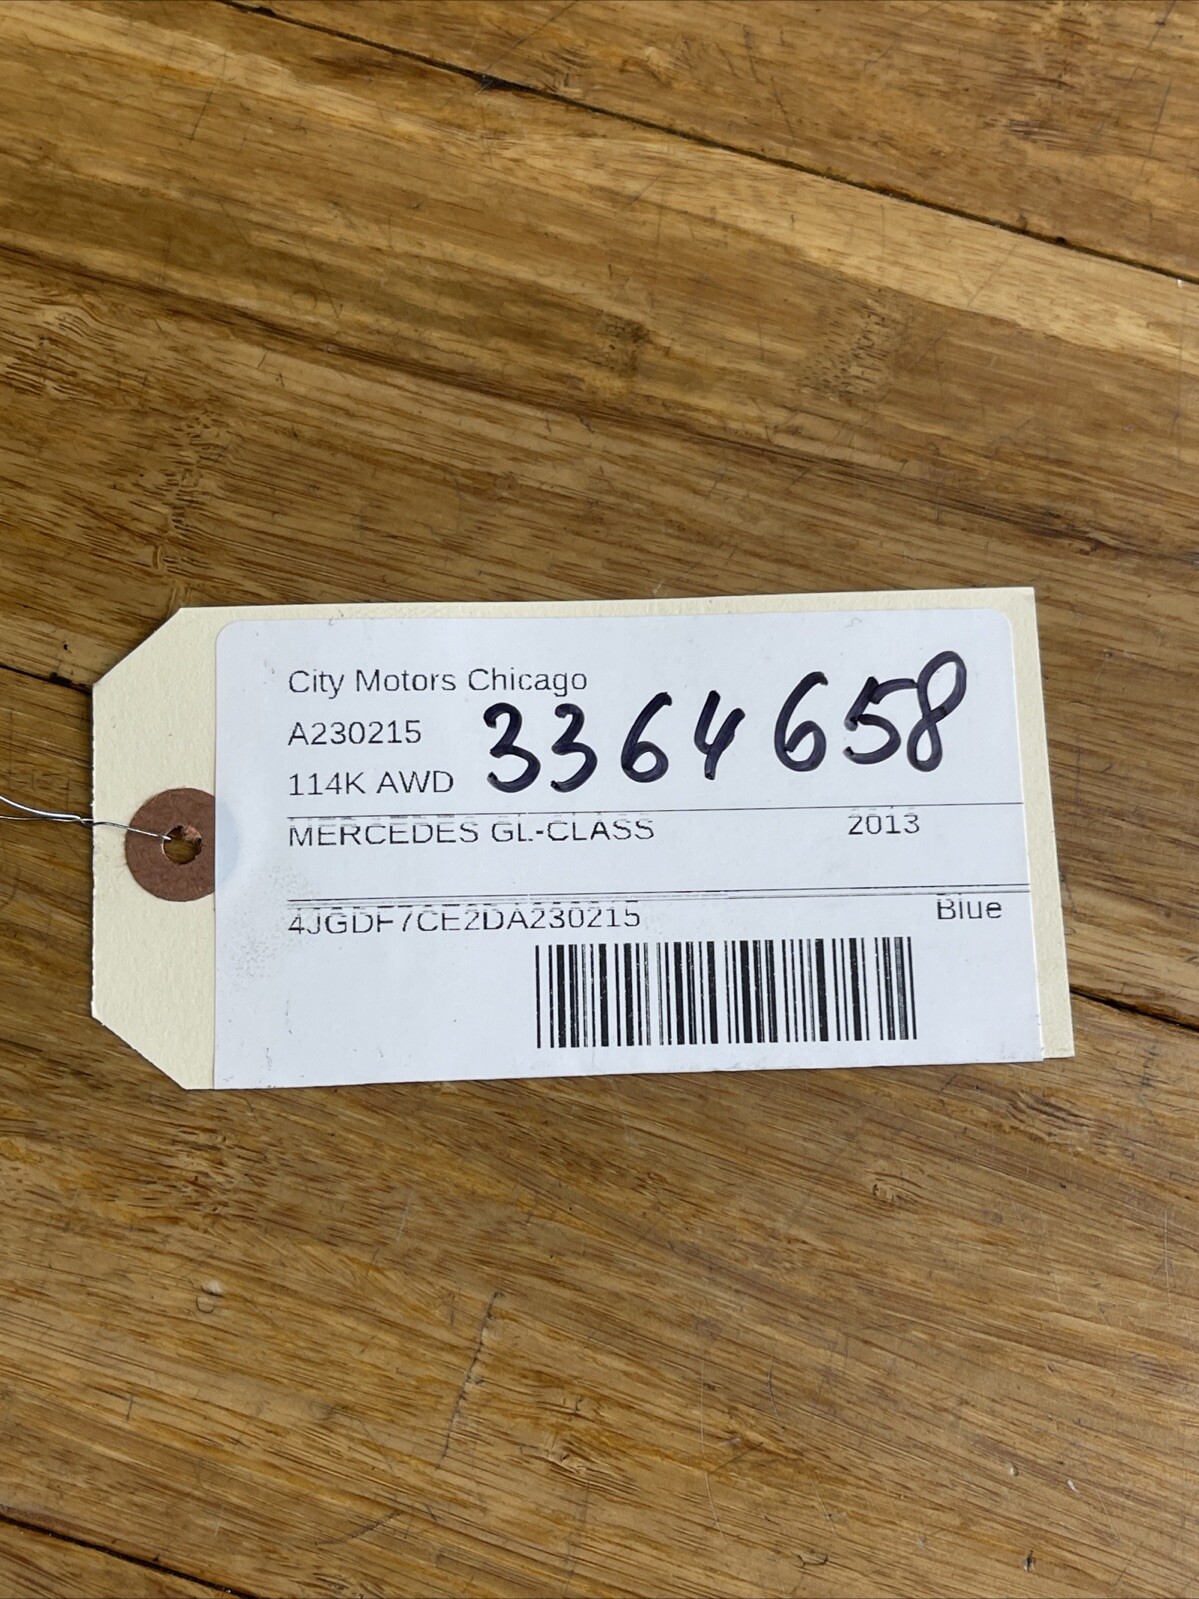 City Motors Chicago
A230215
3364658
114K AWD
MERCEDES GL-CLASS 2013
4JGDF7CE2DA230215 Blue